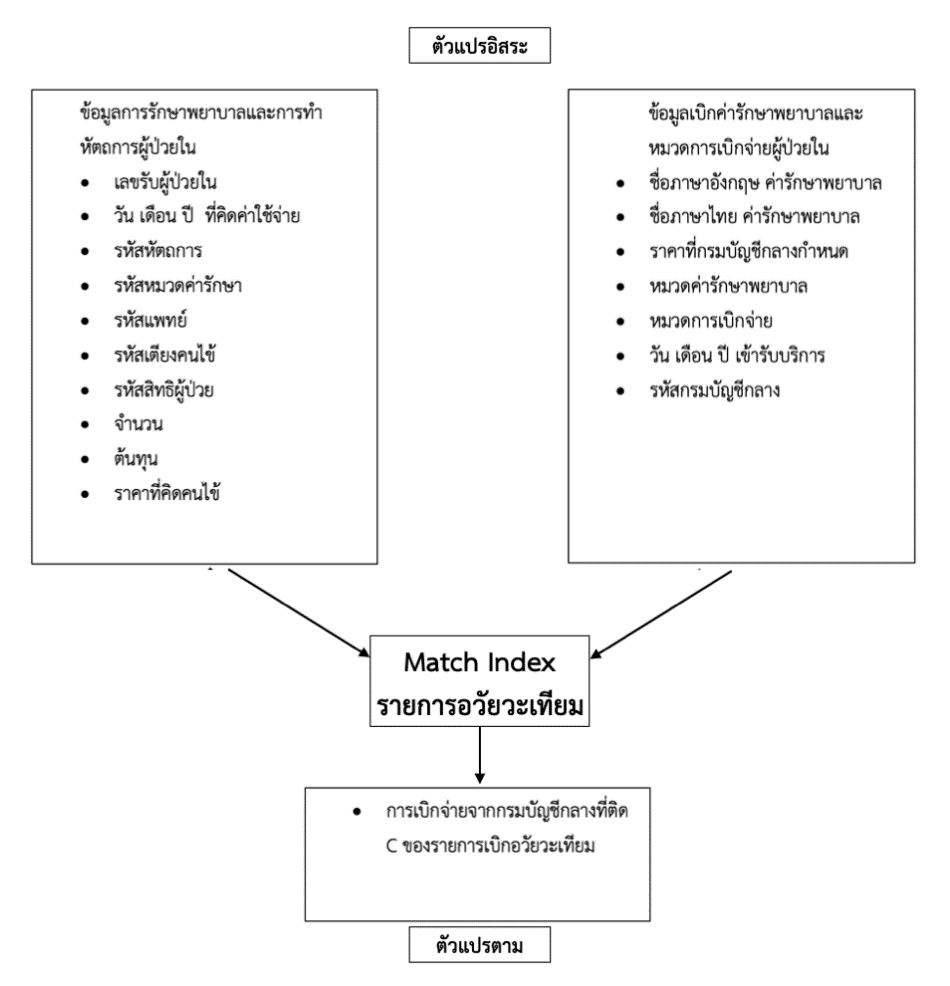 ตัวแปรอิสระ
ข้อมูลการรักษาพยาบาลและการทำ
หัตถการผู้ป่วยใน
• เลขรับผู้ป่วยใน
• วัน เดือน ปี ที่คิดค่าใช้จ่าย
• รหัสหัตถการ
• รหัสหมวดค่ารักษา
• รหัสแพทย์
• รหัสเตียงคนไข้
• รหัสสิทธิผู้ป่วย
• จำนวน
• ต้นทุน
• ราคาที่คิดคนไข้
ข้อมูลเบิกค่ารักษาพยาบาลและ
หมวดการเบิกจ่ายผู้ป่วยใน
• ชื่อภาษาอังกฤษ ค่ารักษาพยาบาล
• ชื่อภาษาไทย ค่ารักษาพยาบาล
• ราคาที่กรมบัญชีกลางกำหนด
• หมวดค่ารักษาพยาบาล
• หมวดการเบิกจ่าย
• วัน เดือน ปี เข้ารับบริการ
• รหัสกรมบัญชีกลาง
Match Index
รายการอวัยวะเทียม
• การเบิกจ่ายจากกรมบัญชีกลางที่ติด
C ของรายการเบิกอวัยวะเทียม
ตัวแปรตาม